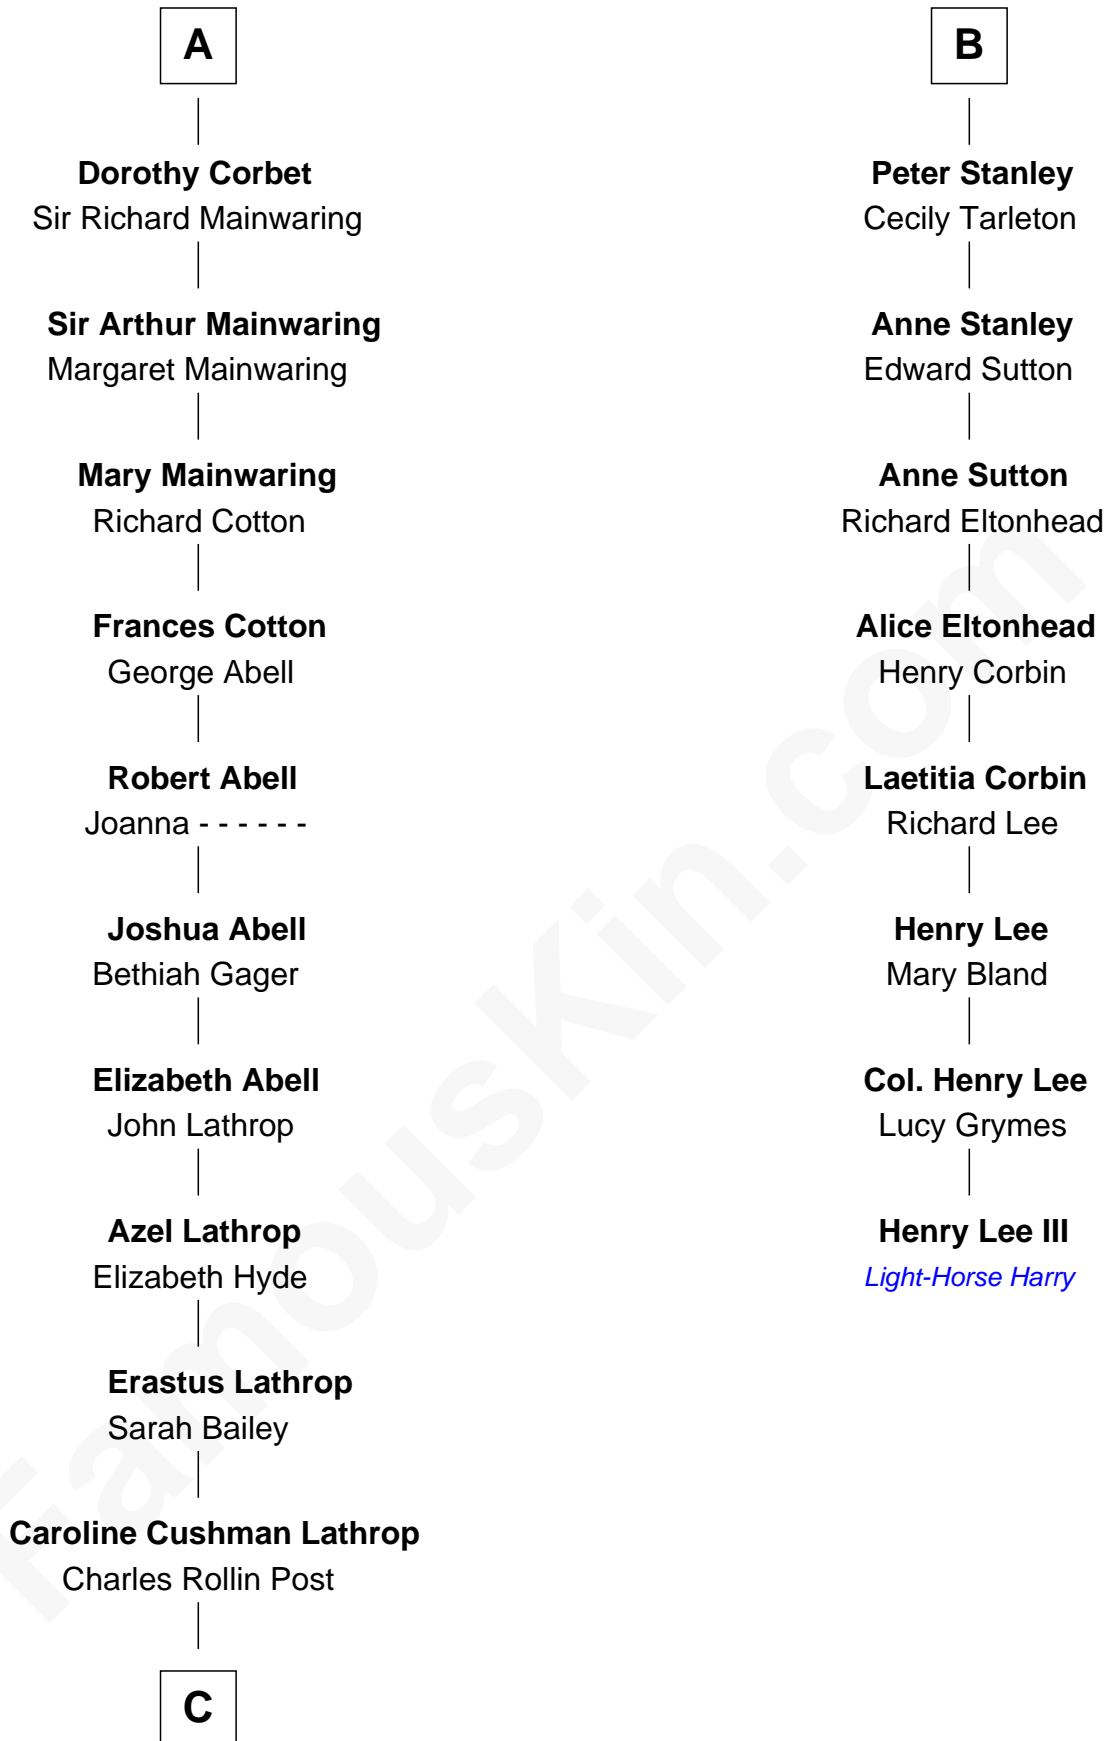 A
Dorothy Corbet
Sir Richard Mainwaring
Sir Arthur Mainwaring
Margaret Mainwaring
Mary Mainwaring
Richard Cotton
Frances Cotton
George Abell
Robert Abell
Joanna - - - - - -
Joshua Abell
Bethiah Gager
Elizabeth Abell
John Lathrop
Azel Lathrop
Elizabeth Hyde
Erastus Lathrop
Sarah Bailey
Caroline Cushman Lathrop
Charles Rollin Post
C
B
Peter Stanley
Cecily Tarleton
Anne Stanley
Edward Sutton
Anne Sutton
Richard Eltonhead
Alice Eltonhead
Henry Corbin
Laetitia Corbin
Richard Lee
Henry Lee
Mary Bland
Col. Henry Lee
Lucy Grymes
Henry Lee III
Light-Horse Harry
FamousKin.com